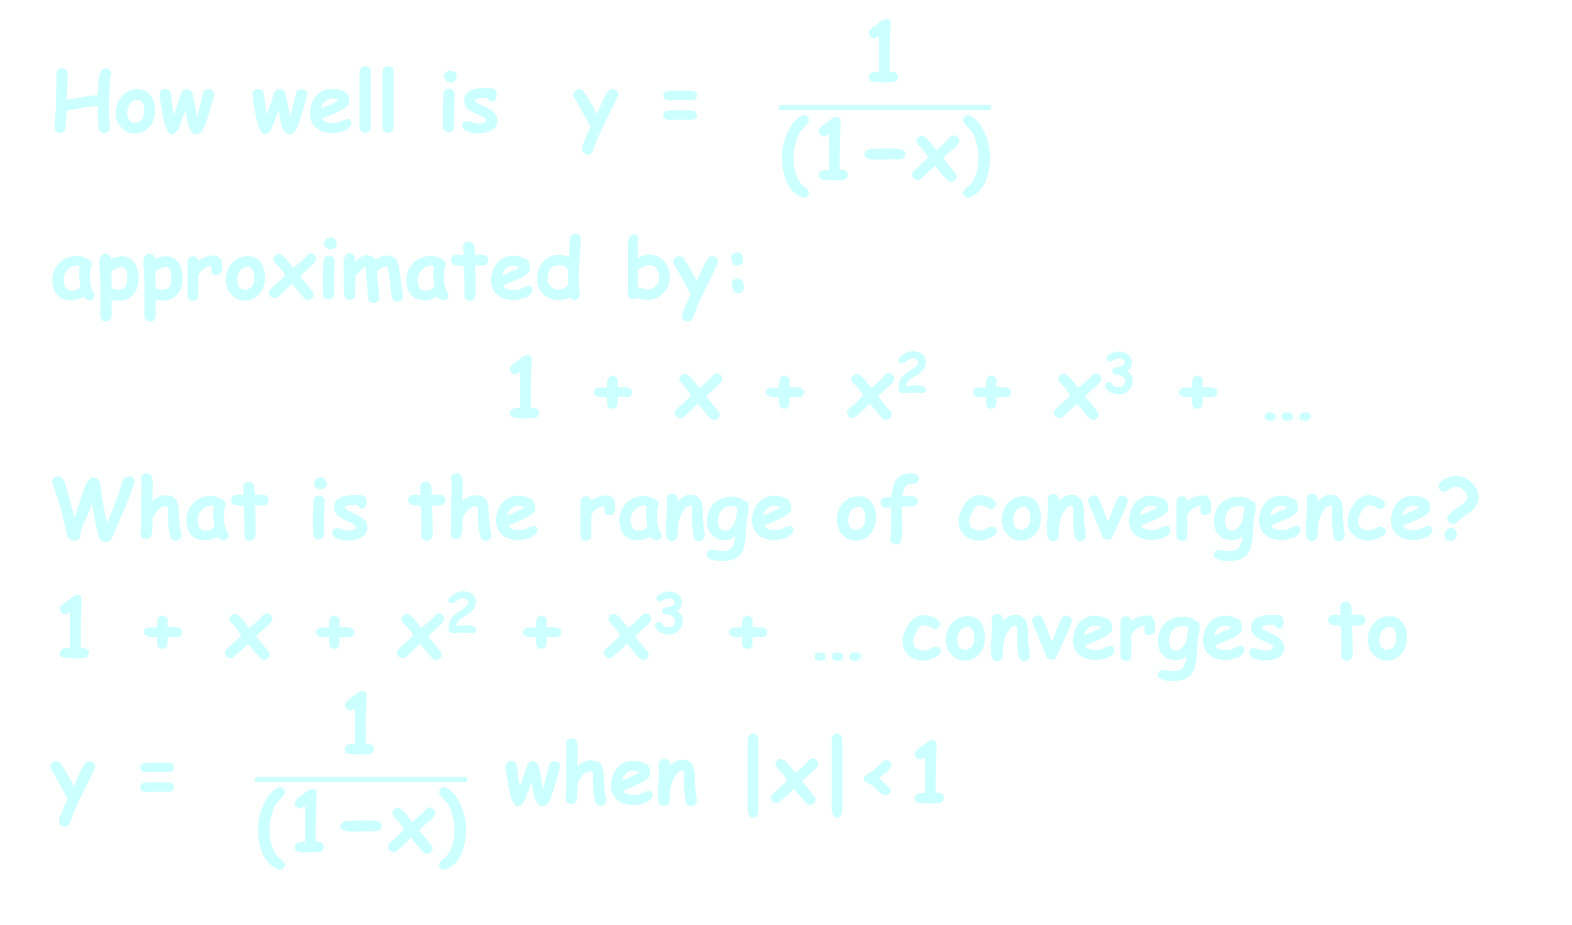 How well is y = 1/(1-x)
approximated by:
1 + x + x² + x³ + …
What is the range of convergence?
1 + x + x² + x³ + … converges to
y = 1/(1-x) when |x|<1